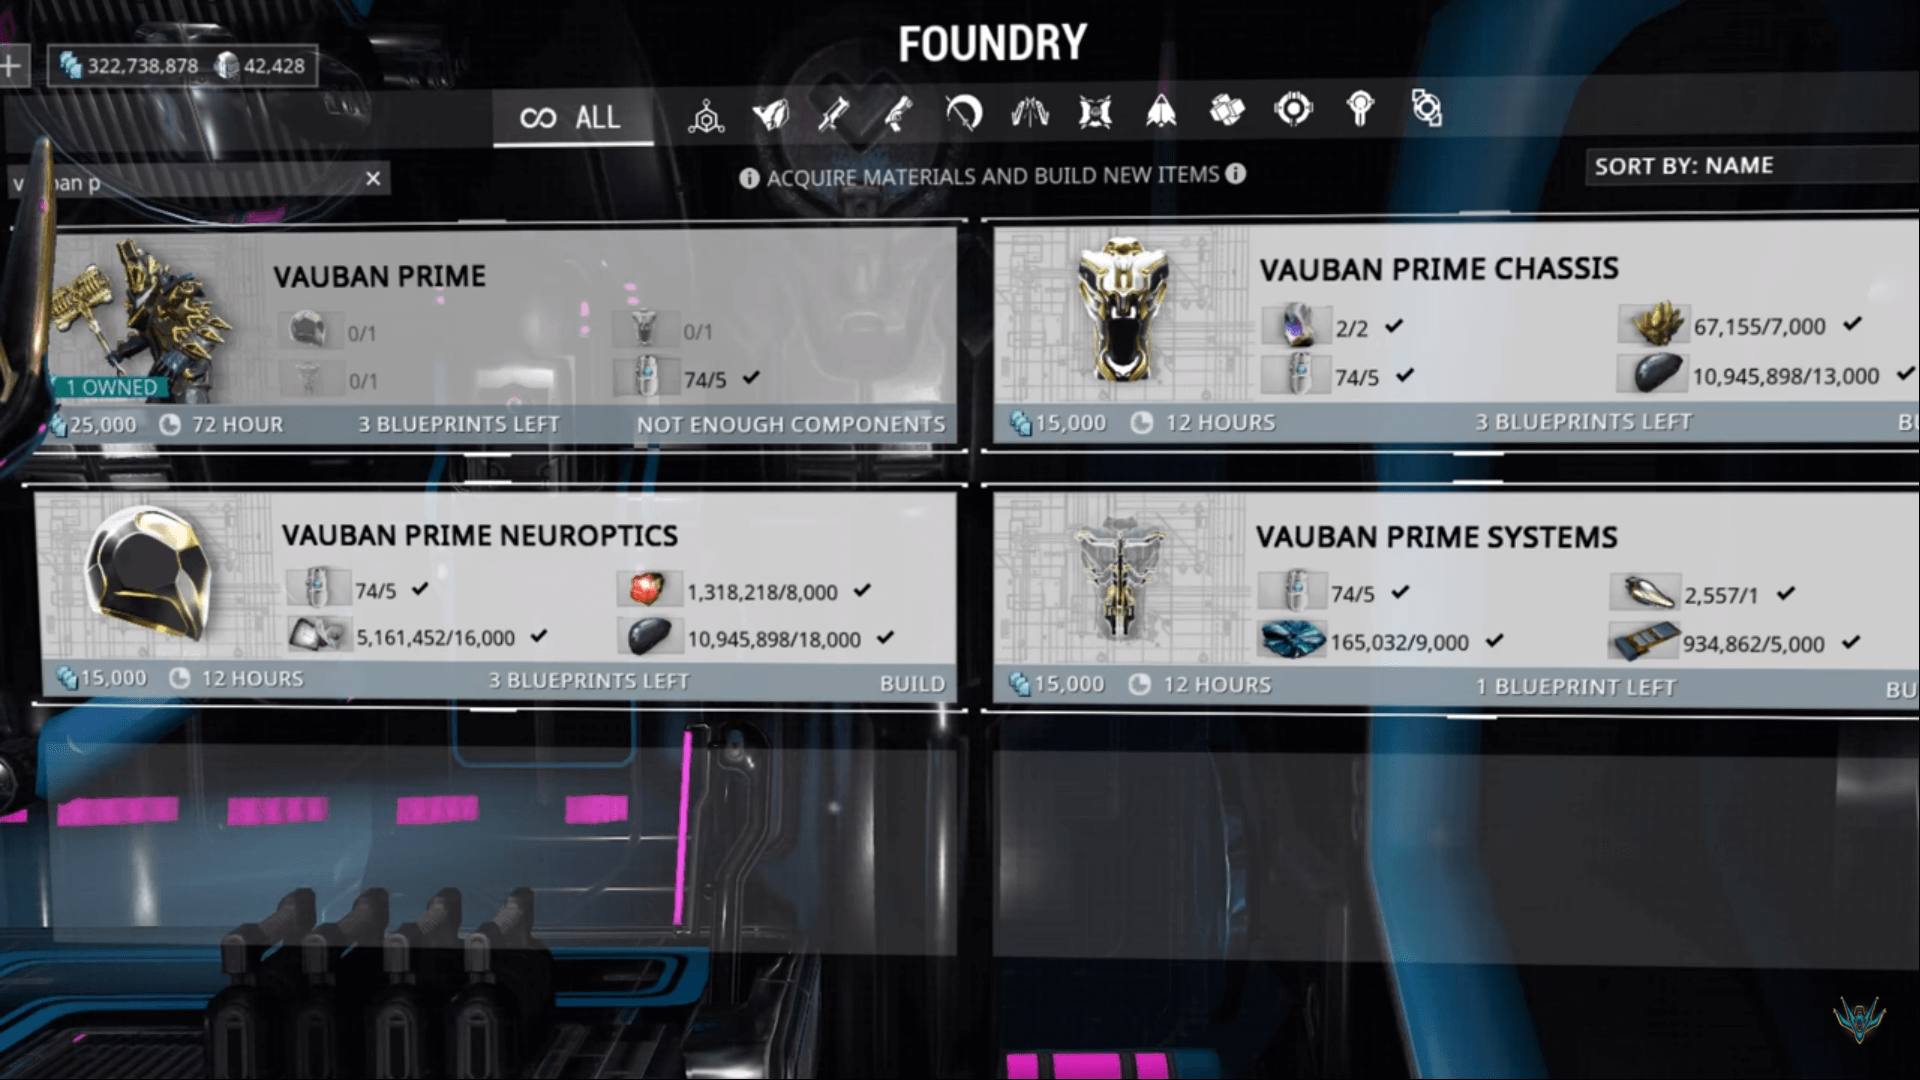 FOUNDRY
322,738,878 42,428
ALL
ban p
ACQUIRE MATERIALS AND BUILD NEW ITEMS
SORT BY: NAME
VAUBAN PRIME
0/1 0/1
0/1 74/5
1 OWNED
25,000 72 HOUR 3 BLUEPRINTS LEFT NOT ENOUGH COMPONENTS
VAUBAN PRIME CHASSIS
2/2 67,155/7,000
74/5 10,945,898/13,000
15,000 12 HOURS 3 BLUEPRINTS LEFT BU
VAUBAN PRIME NEUROPTICS
74/5 1,318,218/8,000
5,161,452/16,000 10,945,898/18,000
15,000 12 HOURS 3 BLUEPRINTS LEFT BUILD
VAUBAN PRIME SYSTEMS
74/5 2,557/1
165,032/9,000 934,862/5,000
15,000 12 HOURS 1 BLUEPRINT LEFT BU